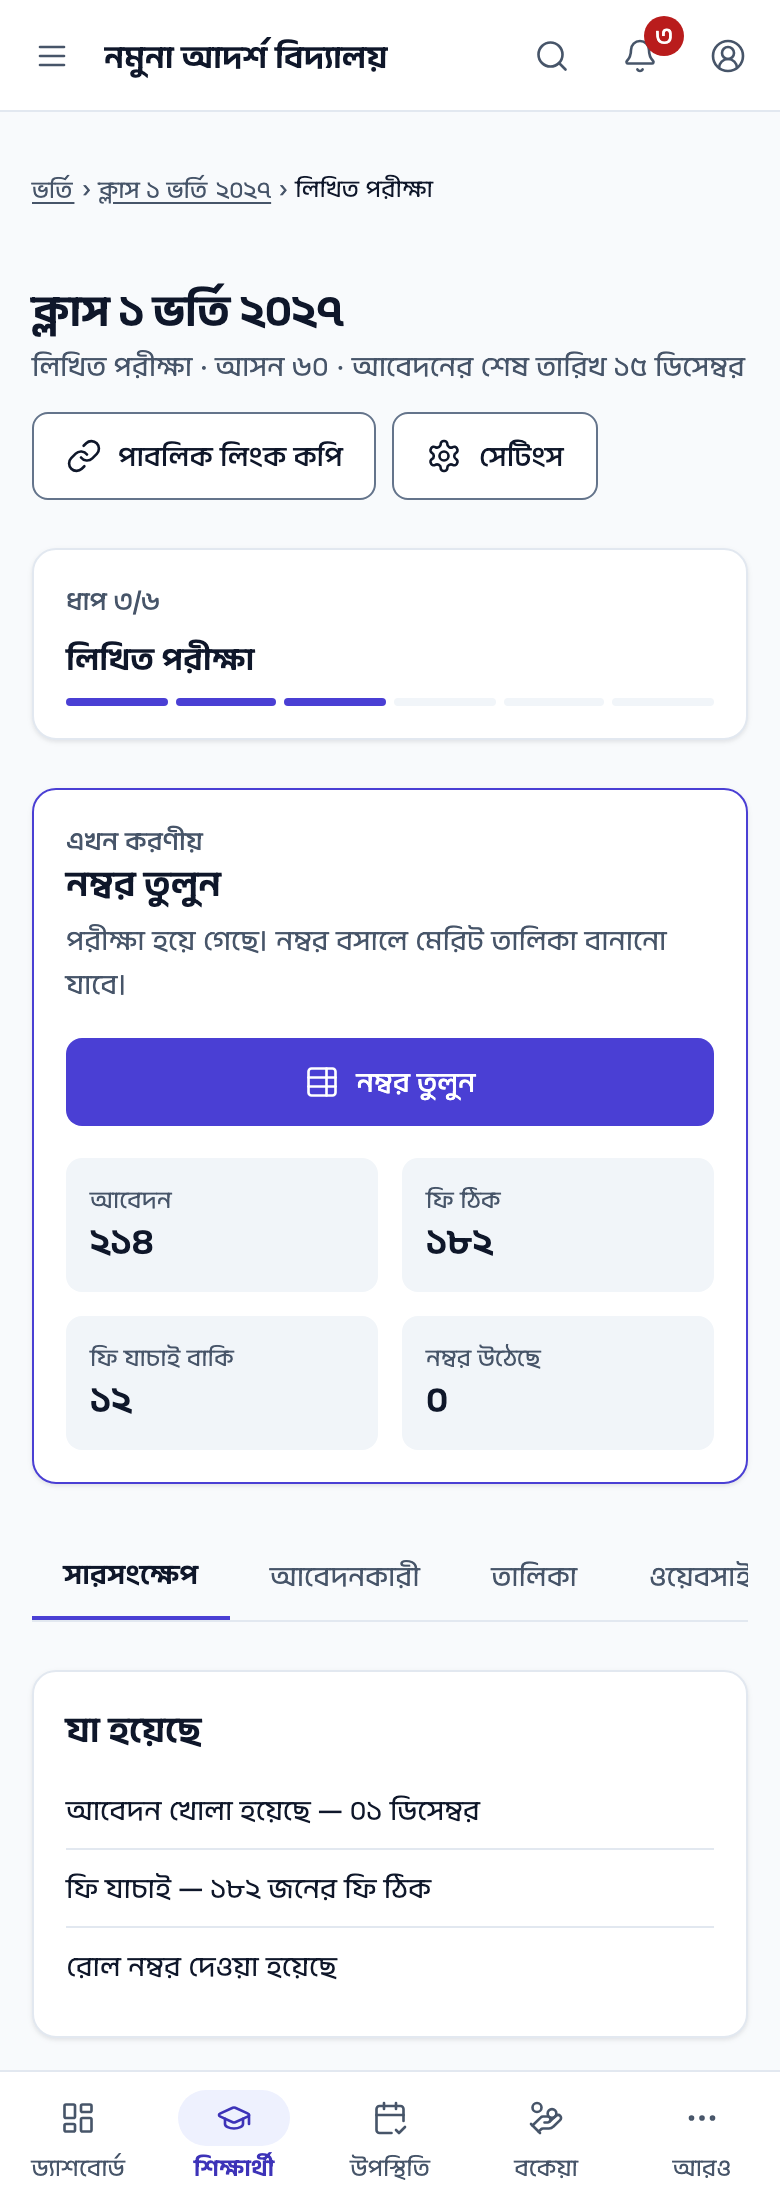 নমুনা আদর্শ বিদ্যালয়
৩
ভর্তি › ক্লাস ১ ভর্তি ২০২৭ › লিখিত পরীক্ষা
ক্লাস ১ ভর্তি ২০২৭
লিখিত পরীক্ষা · আসন ৬০ · আবেদনের শেষ তারিখ ১৫ ডিসেম্বর
পাবলিক লিংক কপি
সেটিংস
ধাপ ৩/৬
লিখিত পরীক্ষা
এখন করণীয়
নম্বর তুলুন
পরীক্ষা হয়ে গেছে। নম্বর বসালে মেরিট তালিকা বানানো
যাবে।
নম্বর তুলুন
আবেদন
২১৪
ফি ঠিক
১৮২
ফি যাচাই বাকি
১২
নম্বর উঠেছে
০
সারসংক্ষেপ আবেদনকারী তালিকা ওয়েবসাই
যা হয়েছে
আবেদন খোলা হয়েছে — ০১ ডিসেম্বর
ফি যাচাই — ১৮২ জনের ফি ঠিক
রোল নম্বর দেওয়া হয়েছে
ড্যাশবোর্ড শিক্ষার্থী উপস্থিতি বকেয়া আরও